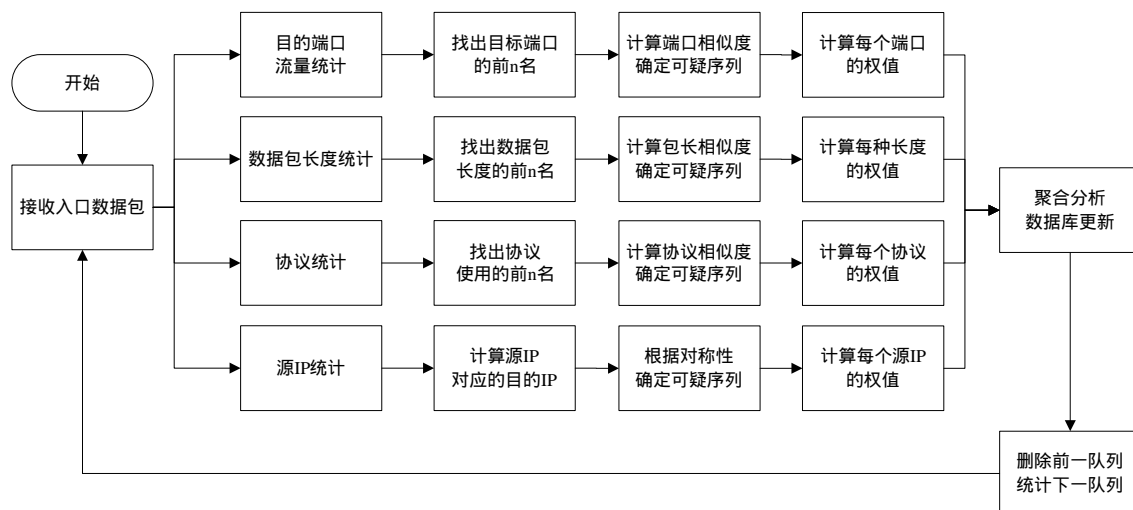 开始
接收入口数据包
目的端口
流量统计
找出目标端口
的前n名
计算端口相似度
确定可疑序列
计算每个端口
的权值
数据包长度统计
找出数据包
长度的前n名
计算包长相似度
确定可疑序列
计算每种长度
的权值
协议统计
找出协议
使用的前n名
计算协议相似度
确定可疑序列
计算每个协议
的权值
源IP统计
计算源IP
对应的目的IP
根据对称性
确定可疑序列
计算每个源IP
的权值
聚合分析
数据库更新
删除前一队列
统计下一队列